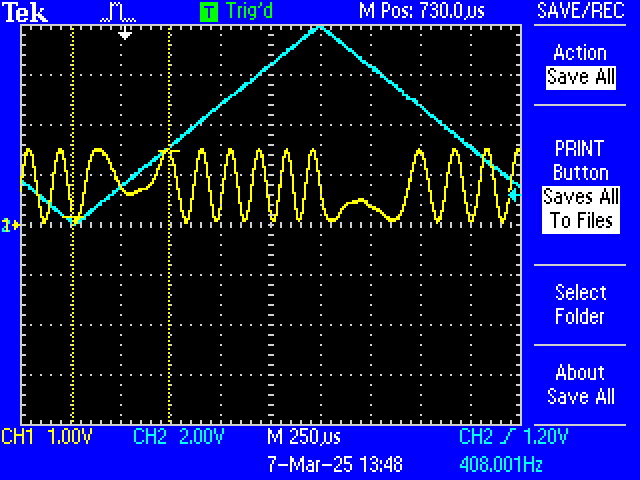 Tek T Trig'd M Pos: 730.0µs SAVE/REC
Action
Save All
PRINT
Button
Saves All
To Files
Select
Folder
About
Save All
CH1 1.00V CH2 2.00V M 250µs CH2 1.20V
7-Mar-25 13:48 408.001Hz